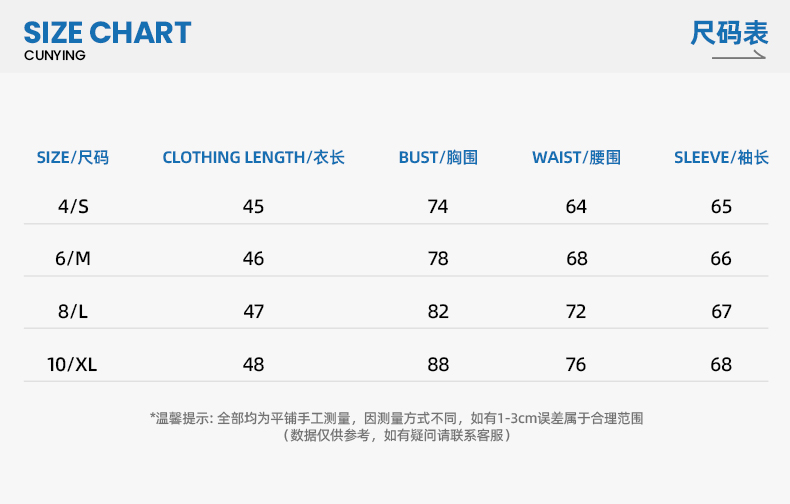 SIZE CHART 尺码表
CUNYING
SIZE/尺码 CLOTHING LENGTH/衣长 BUST/胸围 WAIST/腰围 SLEEVE/袖长
4/S 45 74 64 65
6/M 46 78 68 66
8/L 47 82 72 67
10/XL 48 88 76 68
*温馨提示: 全部均为平铺手工测量，因测量方式不同，如有1-3cm误差属于合理范围
（数据仅供参考，如有疑问请联系客服）